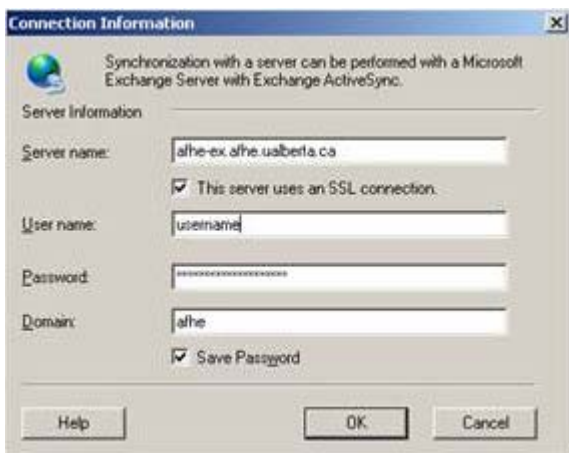 Connection Information
Synchronization with a server can be performed with a Microsoft
Exchange Server with Exchange ActiveSync.
Server Information
Server name:
afhe-ex.afhe.ualberta.ca
This server uses an SSL connection.
User name:
username
Password:
********************
Domain:
afhe
Save Password
Help
OK
Cancel